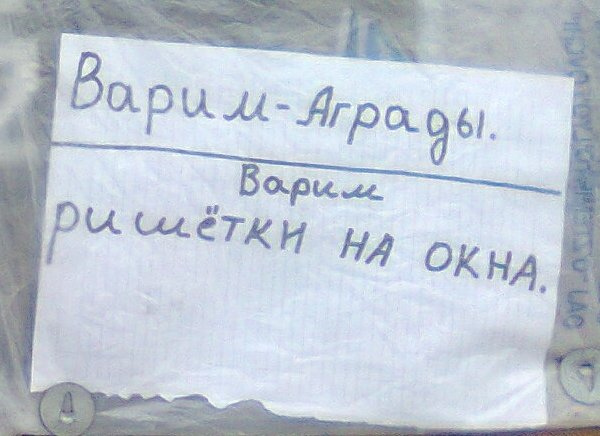 Варим-Аграды.
Варим
ришётки на окна.